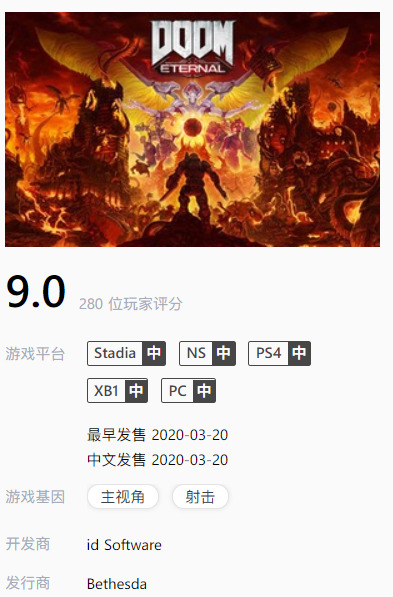 DOOM
ETERNAL
9.0 280 位玩家评分
游戏平台 Stadia 中 NS 中 PS4 中
XB1 中 PC 中
最早发售 2020-03-20
中文发售 2020-03-20
游戏基因 主视角 射击
开发商 id Software
发行商 Bethesda